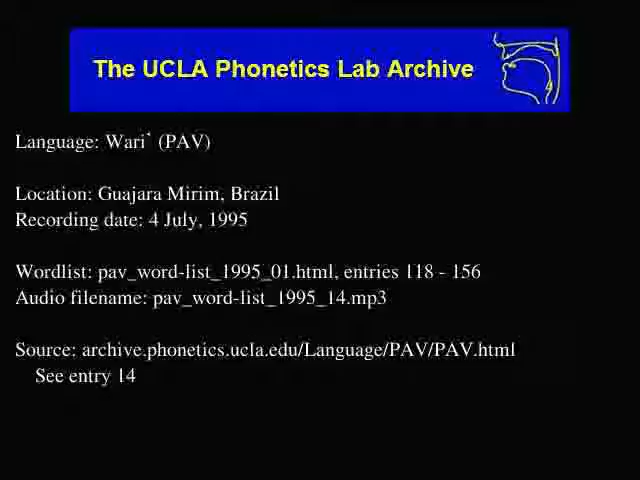 The UCLA Phonetics Lab Archive
Language: Wari` (PAV)
Location: Guajara Mirim, Brazil
Recording date: 4 July, 1995
Wordlist: pav_word-list_1995_01.html, entries 118 - 156
Audio filename: pav_word-list_1995_14.mp3
Source: archive.phonetics.ucla.edu/Language/PAV/PAV.html
See entry 14